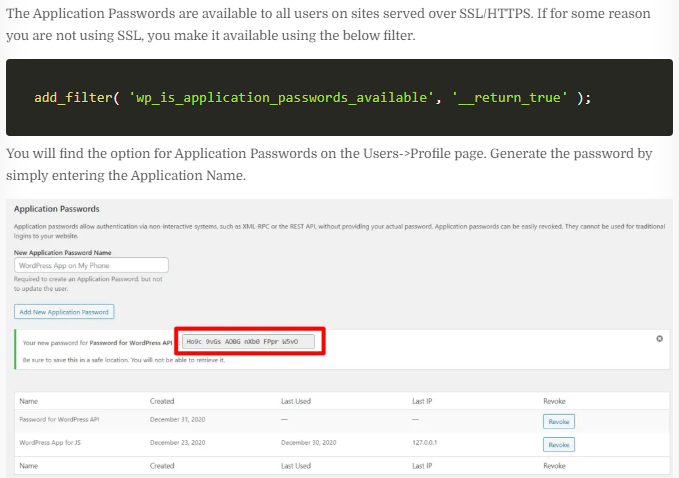 The Application Passwords are available to all users on sites served over SSL/HTTPS. If for some reason
you are not using SSL, you make it available using the below filter.
add_filter( 'wp_is_application_passwords_available', '__return_true' );
You will find the option for Application Passwords on the Users->Profile page. Generate the password by
simply entering the Application Name.
Application Passwords
Application passwords allow authentication via non-interactive systems, such as XML-RPC or the REST API, without providing your actual password. Application passwords can be easily revoked. They cannot be used for traditional
logins to your website.
New Application Password Name
WordPress App on My Phone
Required to create an Application Password, but not
to update the user.
Add New Application Password
Your new password for Password for WordPress API : Ho9c 9vGs AOBG nXb0 FPpr W5vO
Be sure to save this in a safe location. You will not be able to retrieve it.
Name Created Last Used Last IP Revoke
Password for WordPress API December 31, 2020 — — Revoke
WordPress App for JS December 23, 2020 December 30, 2020 127.0.0.1 Revoke
Name Created Last Used Last IP Revoke